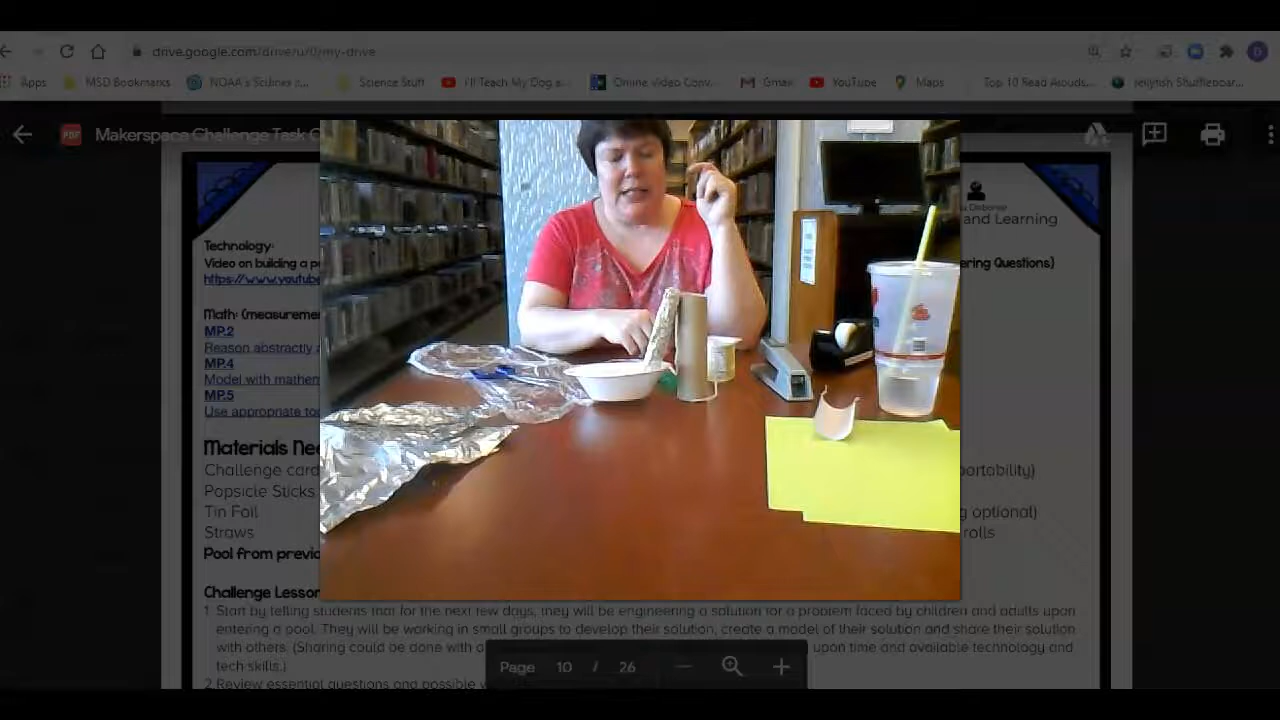 drive.google.com/drive/u/0/my-drive
Apps MSD Bookmarks NOAA's SciJinks :... Science Stuff I'll Teach My Dog a... Online Video Conv... Gmail YouTube Maps Top 10 Read Alouds... Jellyfish Shuffleboar...
PDF Makerspace Challenge Task C
and Learning
Technology:
Video on building a p
ering Questions)
https://www.youtube
Math: (measureme
MP.2
Reason abstractly a
MP.4
Model with mathem
MP.5
Use appropriate too
Materials Ne
Challenge card
portability)
Popsicle Sticks
Tin Foil
g optional)
Straws
rolls
Pool from previo
Challenge Lesson
1 Start by telling students that for the next few days, they will be engineering a solution for a problem faced by children and adults upon
entering a pool. They will be working in small groups to develop their solution, create a model of their solution and share their solution
with others. (Sharing could be done with a
upon time and available technology and
tech skills.)
Page 10 / 26
2 Review essential questions and possible